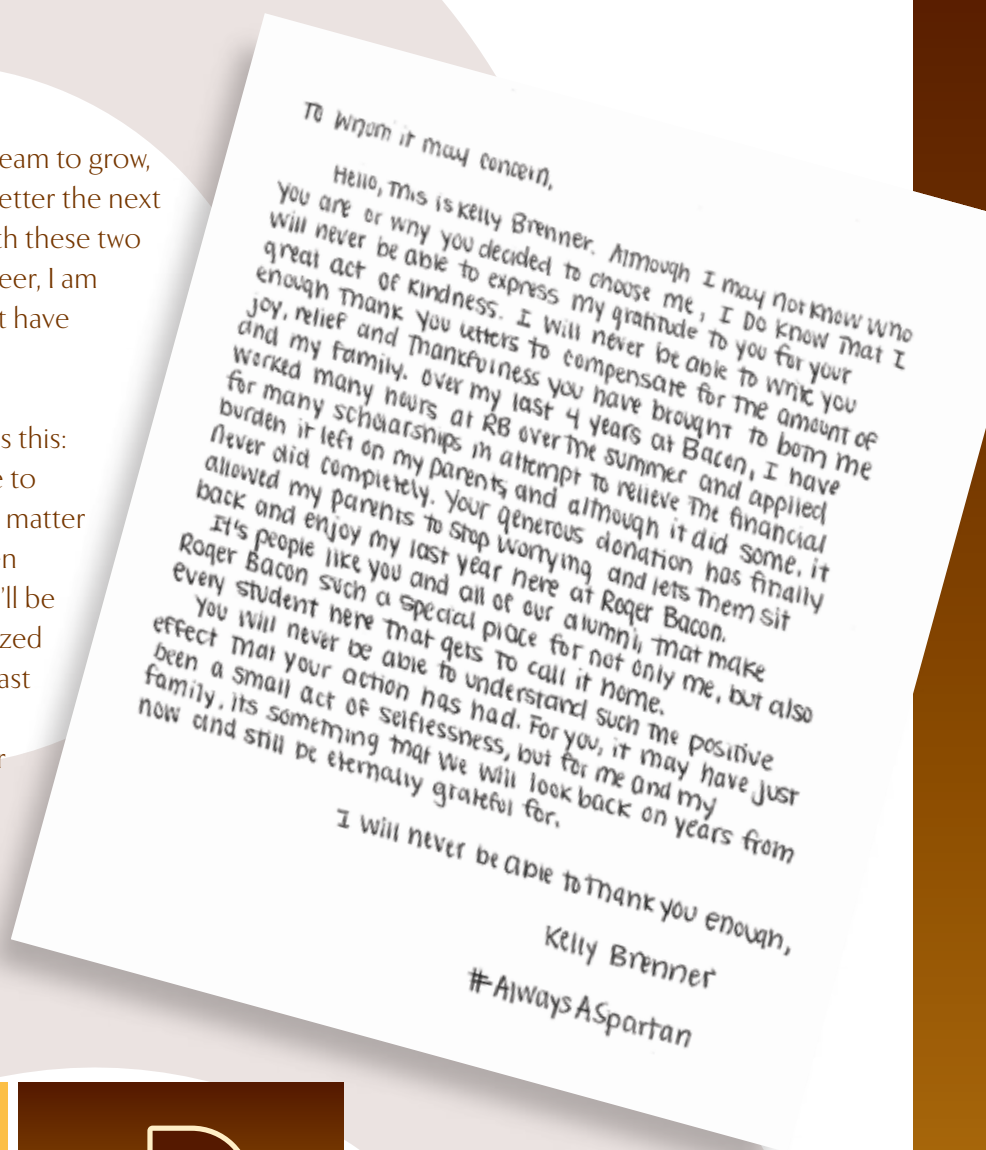 eam to grow,
etter the next
h these two
eer, I am
t have
s this:
e to
matter
en
'll be
zed
ast
r
To whom it may concern,
Hello, This is Kelly Brenner. Although I may not know who
you are or why you decided to choose me, I Do know that I
will never be able to express my gratitude to you for your
great act of kindness. I will never be able to write you
enough Thank you letters to compensate for the amount of
joy, relief and Thankfulness you have brought to both me
and my family. Over my last 4 years at Bacon, I have
worked many hours at RB over the summer and applied
for many scholarships in attempt to relieve The financial
burden it left on my parents and although it did some, it
never did completely. Your generous donation has finally
allowed my parents to stop worrying and lets Them sit
back and enjoy my last year here at Roger Bacon.
It's people like you and all of our alumni, That make
Roger Bacon such a special place for not only me, but also
every student here That gets To call it home.
You will never be able to understand such The positive
effect That your action has had. For you, it may have just
been a small act of selflessness, but for me and my
family, its something that we will look back on years from
now and still be eternally grateful for.
I will never be able to Thank you enough,
Kelly Brenner
#AlwaysASpartan